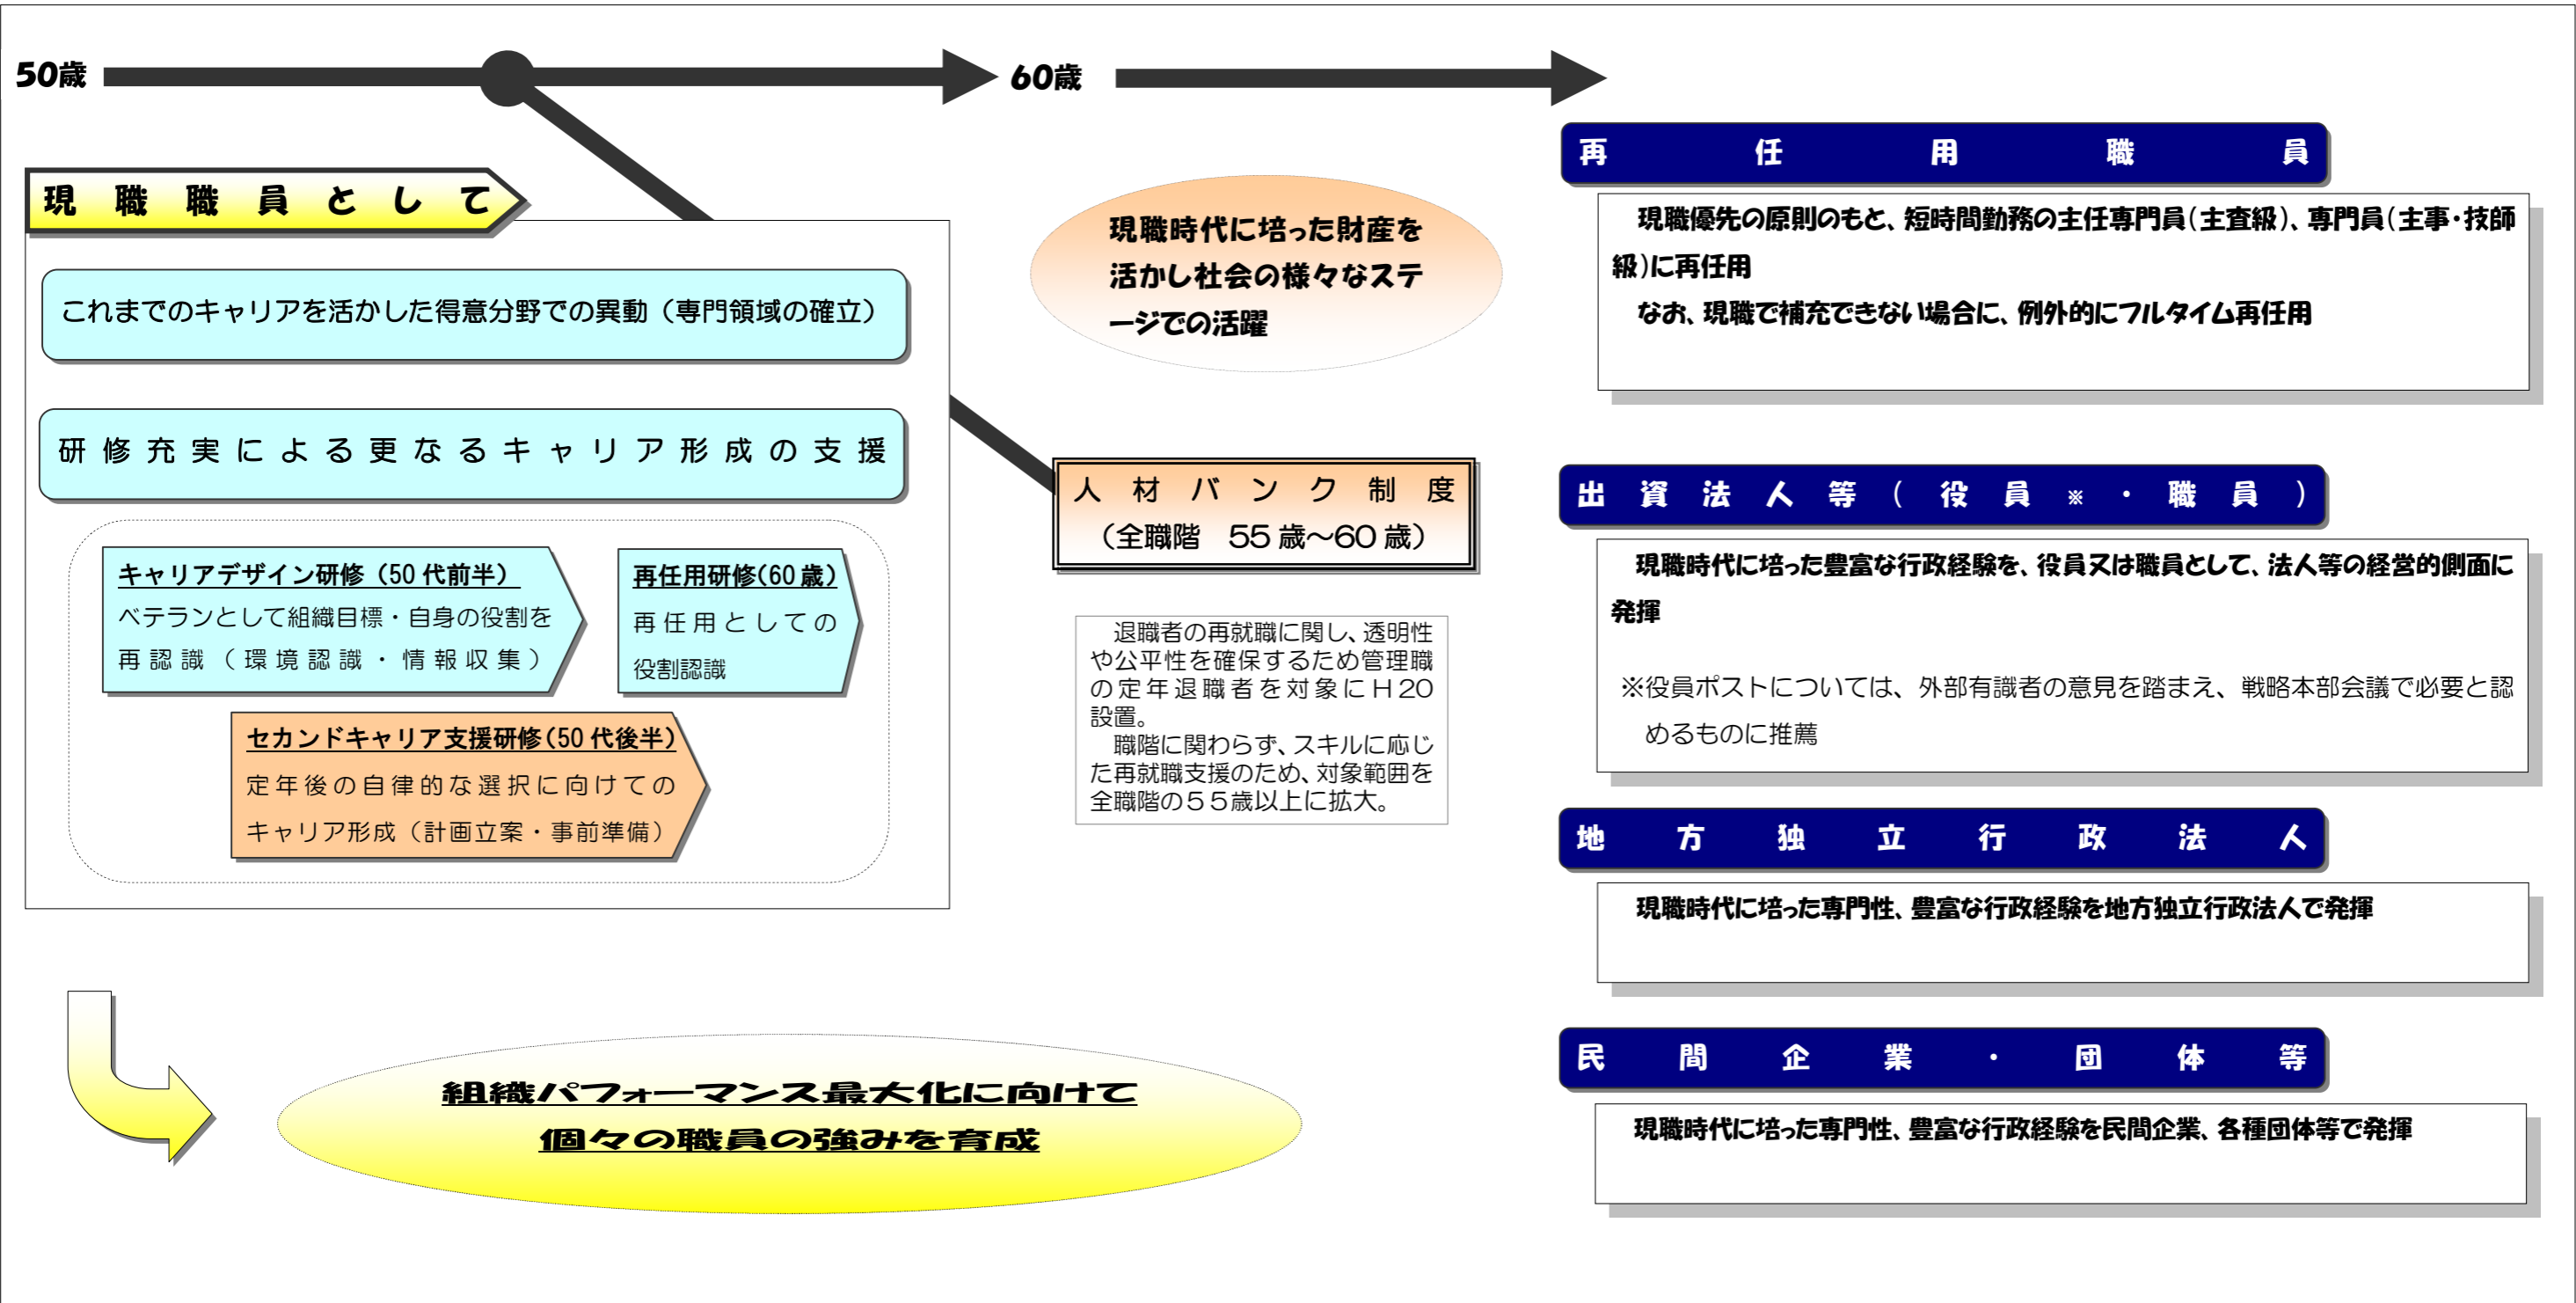 50歳
60歳
現職職員として
これまでのキャリアを活かした得意分野での異動（専門領域の確立）
研修充実による更なるキャリア形成の支援
キャリアデザイン研修（50代前半）
ベテランとして組織目標・自身の役割を
再認識（環境認識・情報収集）
再任用研修（60歳）
再任用としての
役割認識
セカンドキャリア支援研修（50代後半）
定年後の自律的な選択に向けての
キャリア形成（計画立案・事前準備）
組織パフォーマンス最大化に向けて
個々の職員の強みを育成
現職時代に培った財産を
活かし社会の様々なステ
ージでの活躍
人材バンク制度
（全職階　55歳～60歳）
退職者の再就職に関し、透明性
や公平性を確保するため管理職
の定年退職者を対象にＨ20
設置。
職階に関わらず、スキルに応じ
た再就職支援のため、対象範囲を
全職階の５５歳以上に拡大。
再任用職員
現職優先の原則のもと、短時間勤務の主任専門員（主査級）、専門員（主事・技師
級）に再任用
なお、現職で補充できない場合に、例外的にフルタイム再任用
出資法人等（役員※・職員）
現職時代に培った豊富な行政経験を、役員又は職員として、法人等の経営的側面に
発揮
※役員ポストについては、外部有識者の意見を踏まえ、戦略本部会議で必要と認
めるものに推薦
地方独立行政法人
現職時代に培った専門性、豊富な行政経験を地方独立行政法人で発揮
民間企業・団体等
現職時代に培った専門性、豊富な行政経験を民間企業、各種団体等で発揮